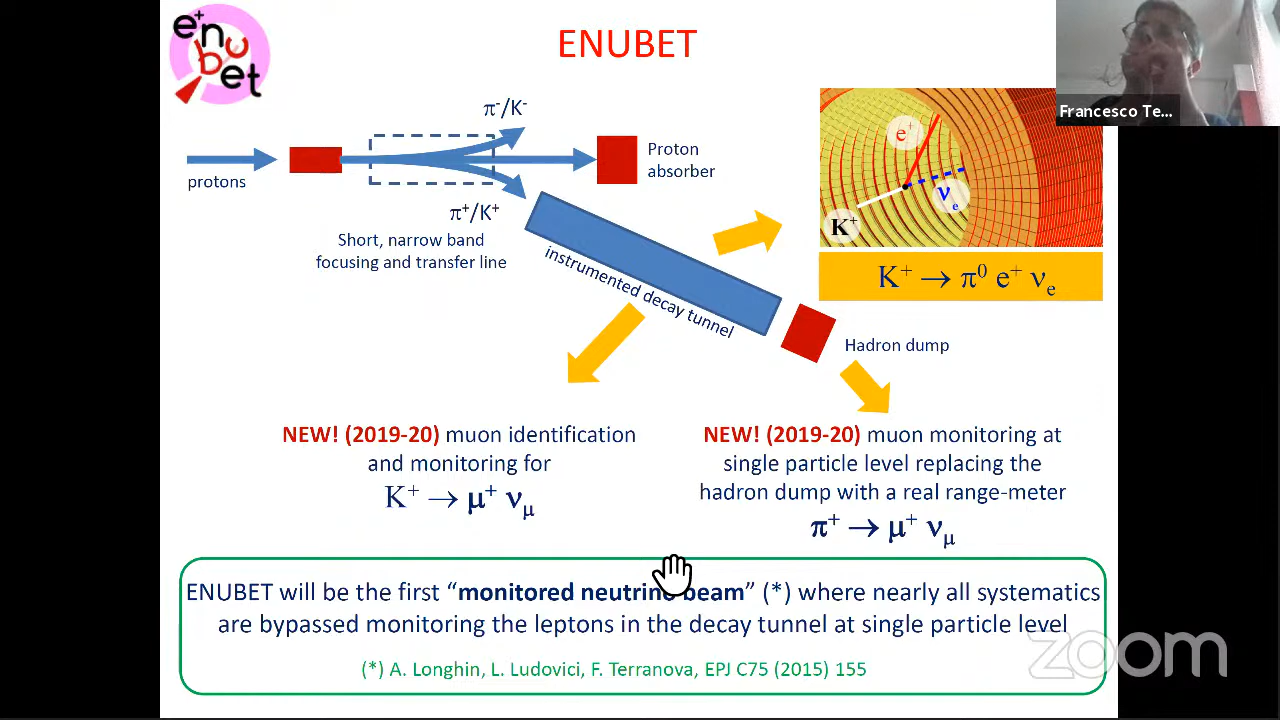 e+nubet
ENUBET
Francesco Te...
π-/K-
protons
Proton
absorber
π+/K+
Short, narrow band
focusing and transfer line
instrumented decay tunnel
e+
νe
K+
K+ → π0 e+ νe
Hadron dump
NEW! (2019-20) muon identification
and monitoring for
K+ → μ+ νμ
NEW! (2019-20) muon monitoring at
single particle level replacing the
hadron dump with a real range-meter
π+ → μ+ νμ
ENUBET will be the first “monitored neutrino beam” (*) where nearly all systematics
are bypassed monitoring the leptons in the decay tunnel at single particle level
(*) A. Longhin, L. Ludovici, F. Terranova, EPJ C75 (2015) 155
zoom